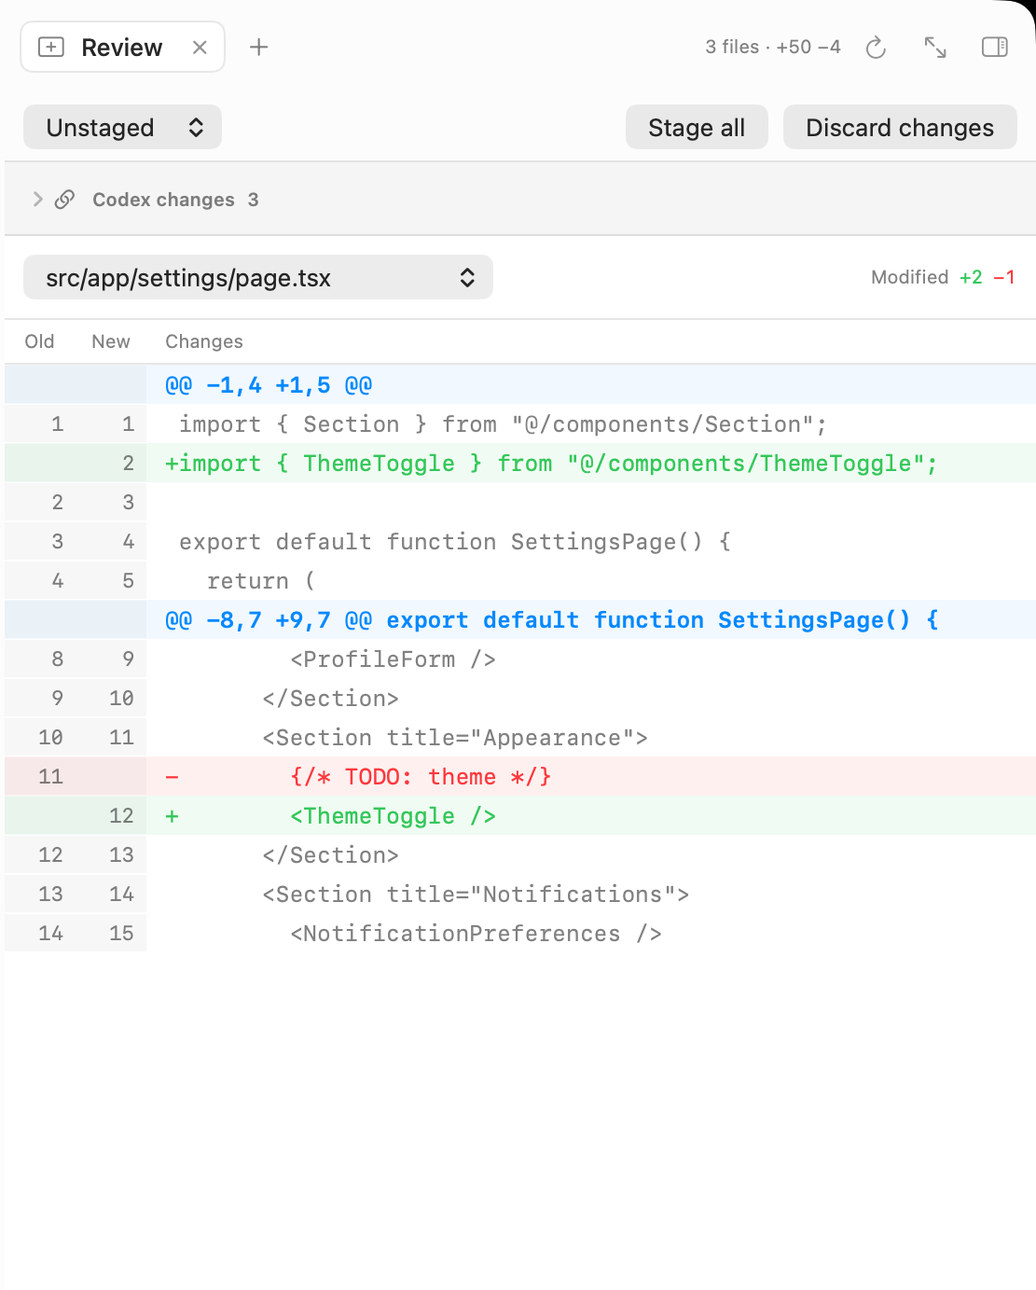 Review
3 files · +50 −4
Unstaged
Stage all
Discard changes
Codex changes 3
src/app/settings/page.tsx
Modified +2 −1
Old New Changes
@@ −1,4 +1,5 @@
1 1 import { Section } from "@/components/Section";
2 +import { ThemeToggle } from "@/components/ThemeToggle";
2 3
3 4 export default function SettingsPage() {
4 5 return (
@@ −8,7 +9,7 @@ export default function SettingsPage() {
8 9 <ProfileForm />
9 10 </Section>
10 11 <Section title="Appearance">
11 − {/* TODO: theme */}
12 + <ThemeToggle />
12 13 </Section>
13 14 <Section title="Notifications">
14 15 <NotificationPreferences />